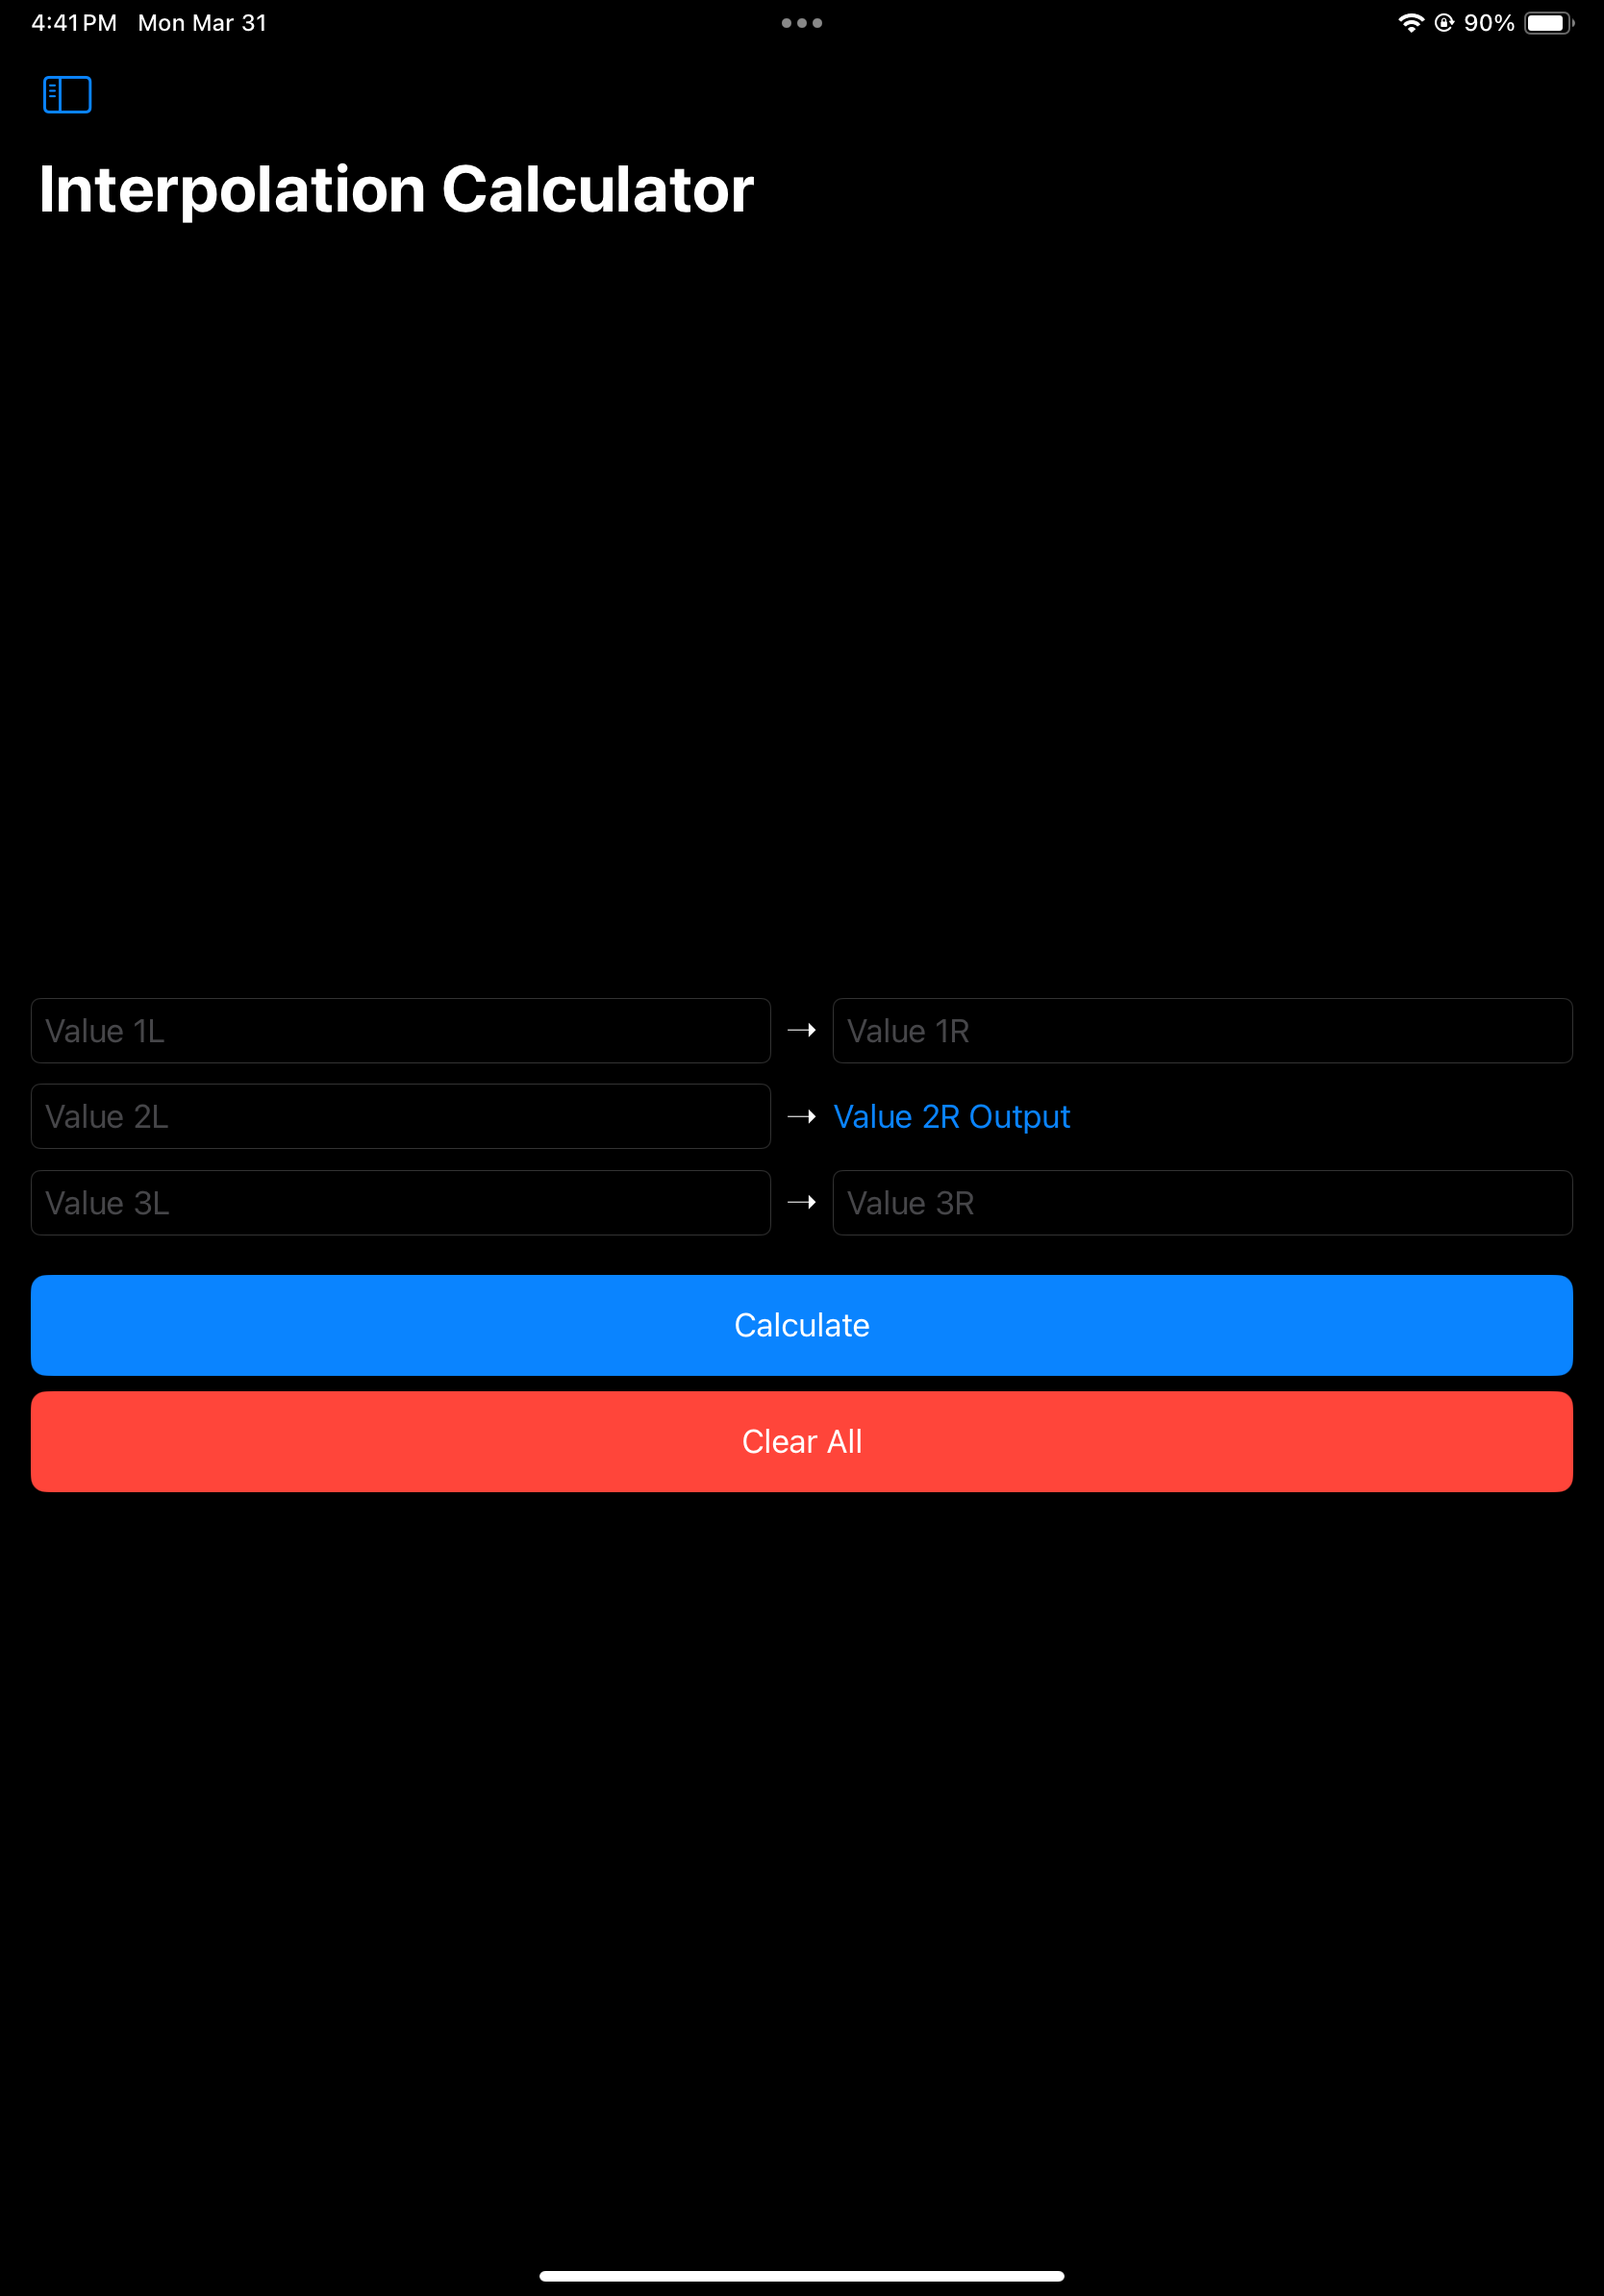 4:41 PM Mon Mar 31 90%
Interpolation Calculator
Value 1L → Value 1R
Value 2L → Value 2R Output
Value 3L → Value 3R
Calculate
Clear All